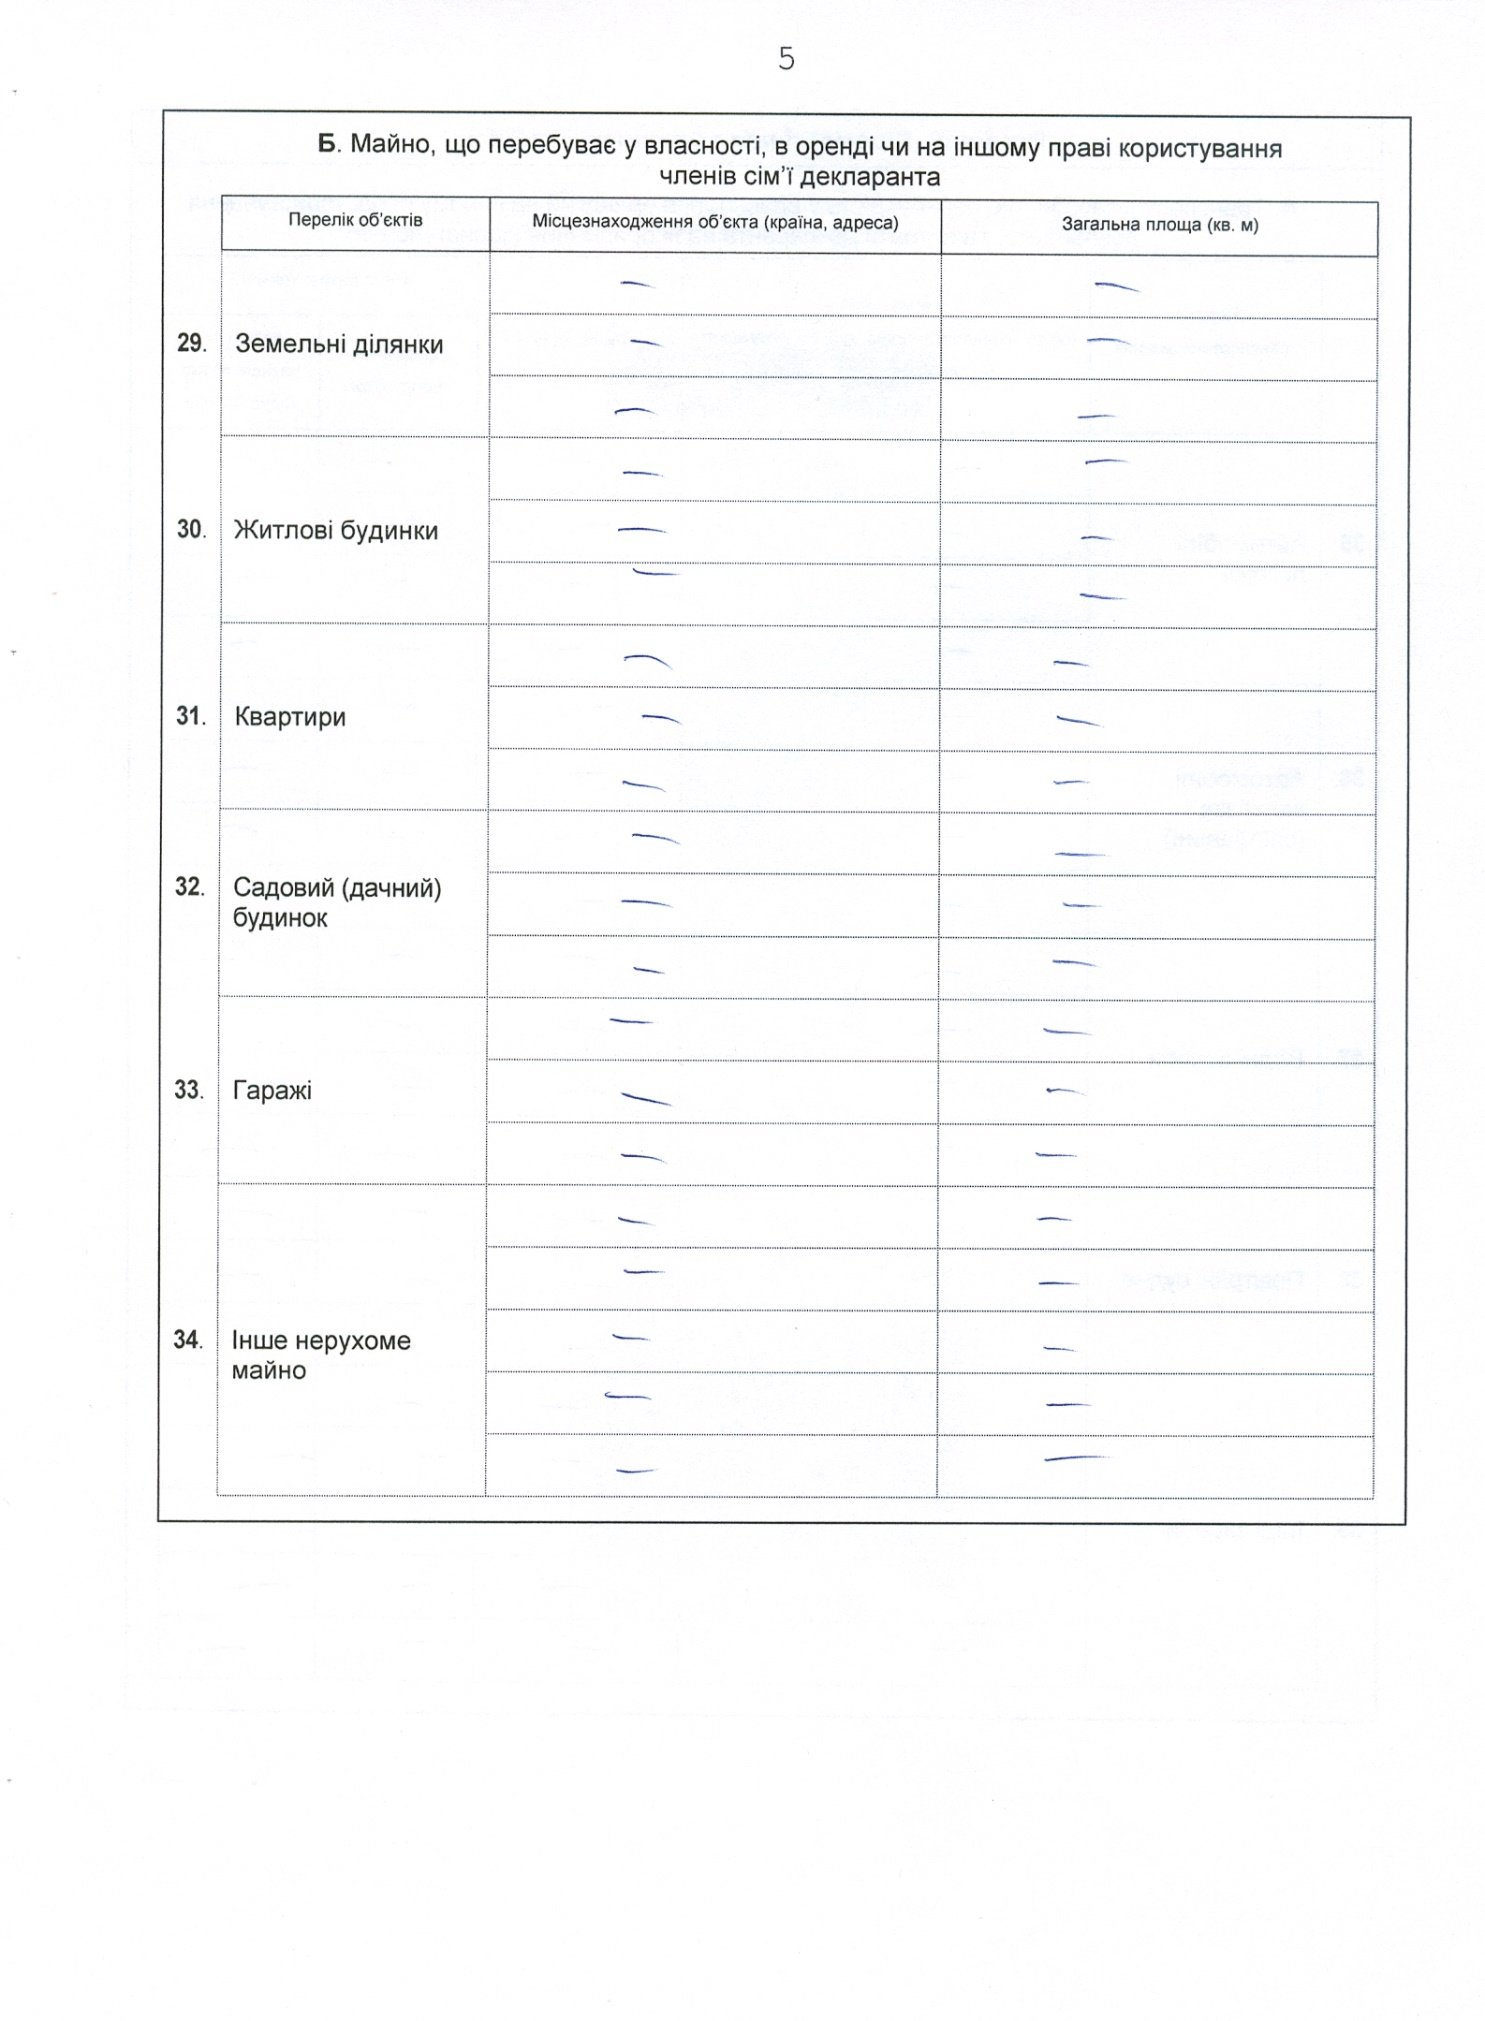 5
Б. Майно, що перебуває у власності, в оренді чи на іншому праві користування
членів сім’ї декларанта
Перелік об’єктів Місцезнаходження об’єкта (країна, адреса) Загальна площа (кв. м)
— —
29. Земельні ділянки — —
— —
— —
30. Житлові будинки — —
— —
— —
31. Квартири — —
— —
— —
32. Садовий (дачний) — —
будинок
— —
— —
33. Гаражі — —
— —
— —
— —
34. Інше нерухоме — —
майно
— —
— —